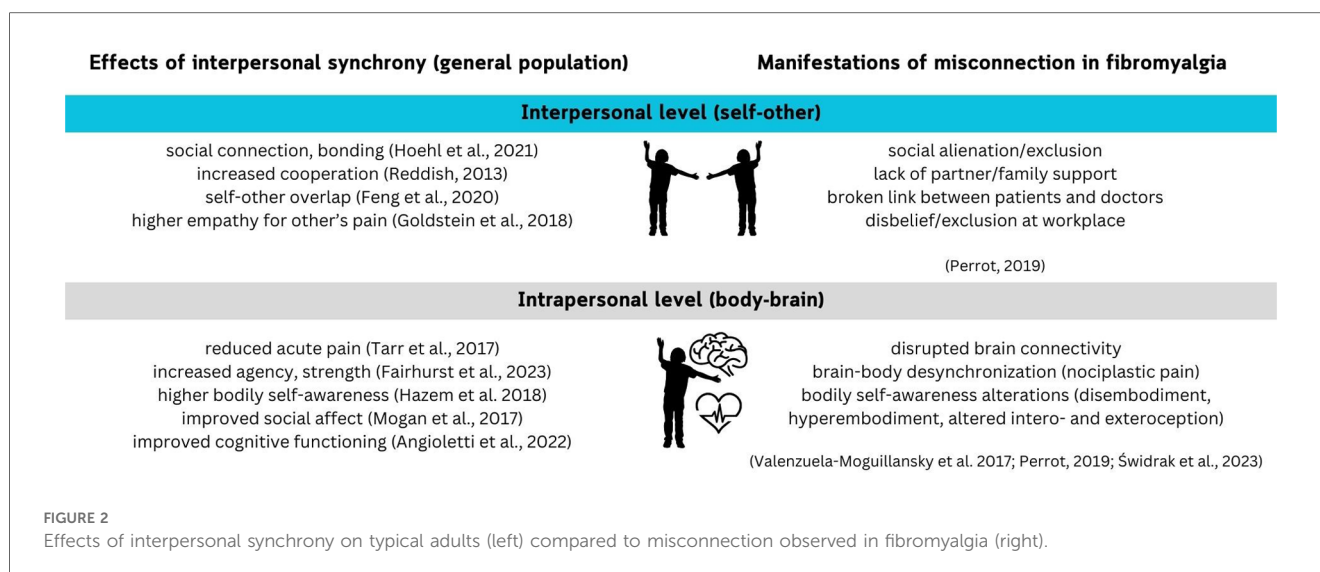 Effects of interpersonal synchrony (general population)
Manifestations of misconnection in fibromyalgia
Interpersonal level (self-other)
social connection, bonding (Hoehl et al., 2021)
increased cooperation (Reddish, 2013)
self-other overlap (Feng et al., 2020)
higher empathy for other's pain (Goldstein et al., 2018)
social alienation/exclusion
lack of partner/family support
broken link between patients and doctors
disbelief/exclusion at workplace
(Perrot, 2019)
Intrapersonal level (body-brain)
reduced acute pain (Tarr et al., 2017)
increased agency, strength (Fairhurst et al., 2023)
higher bodily self-awareness (Hazem et al. 2018)
improved social affect (Mogan et al., 2017)
improved cognitive functioning (Angioletti et al., 2022)
disrupted brain connectivity
brain-body desynchronization (nociplastic pain)
bodily self-awareness alterations (disembodiment,
hyperembodiment, altered intero- and exteroception)
(Valenzuela-Moguillansky et al. 2017; Perrot, 2019; Świdrak et al., 2023)
FIGURE 2
Effects of interpersonal synchrony on typical adults (left) compared to misconnection observed in fibromyalgia (right).